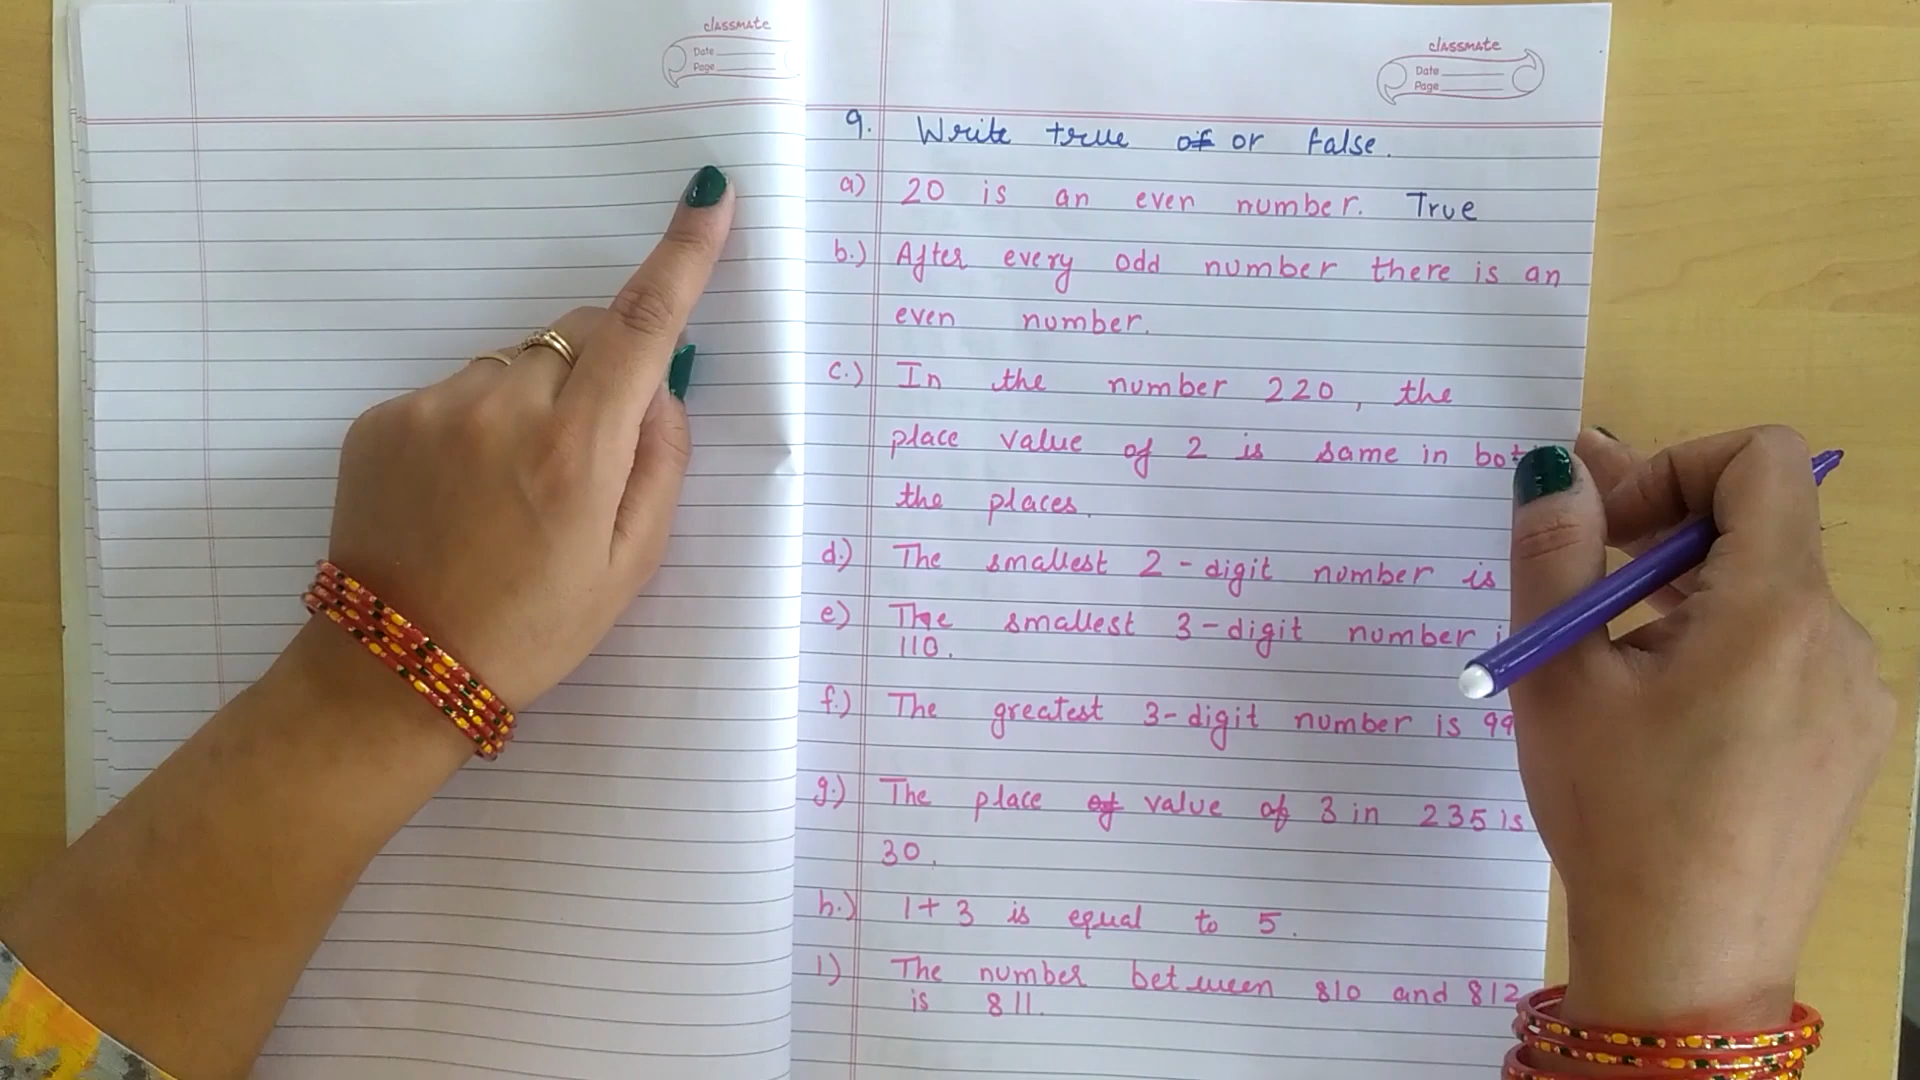 classmate
Date
Page
classmate
Date
Page
9. Write true of or false.
a) 20 is an even number. True
b.) After every odd number there is an
even number.
c.) In the number 220, the
place value of 2 is same in bot
the places.
d.) The smallest 2-digit number is
e) The smallest 3-digit number i
110.
f.) The greatest 3-digit number is 99
g.) The place of value of 3 in 235 is
30.
h.) 1+3 is equal to 5.
i) The number between 810 and 812
is 811.